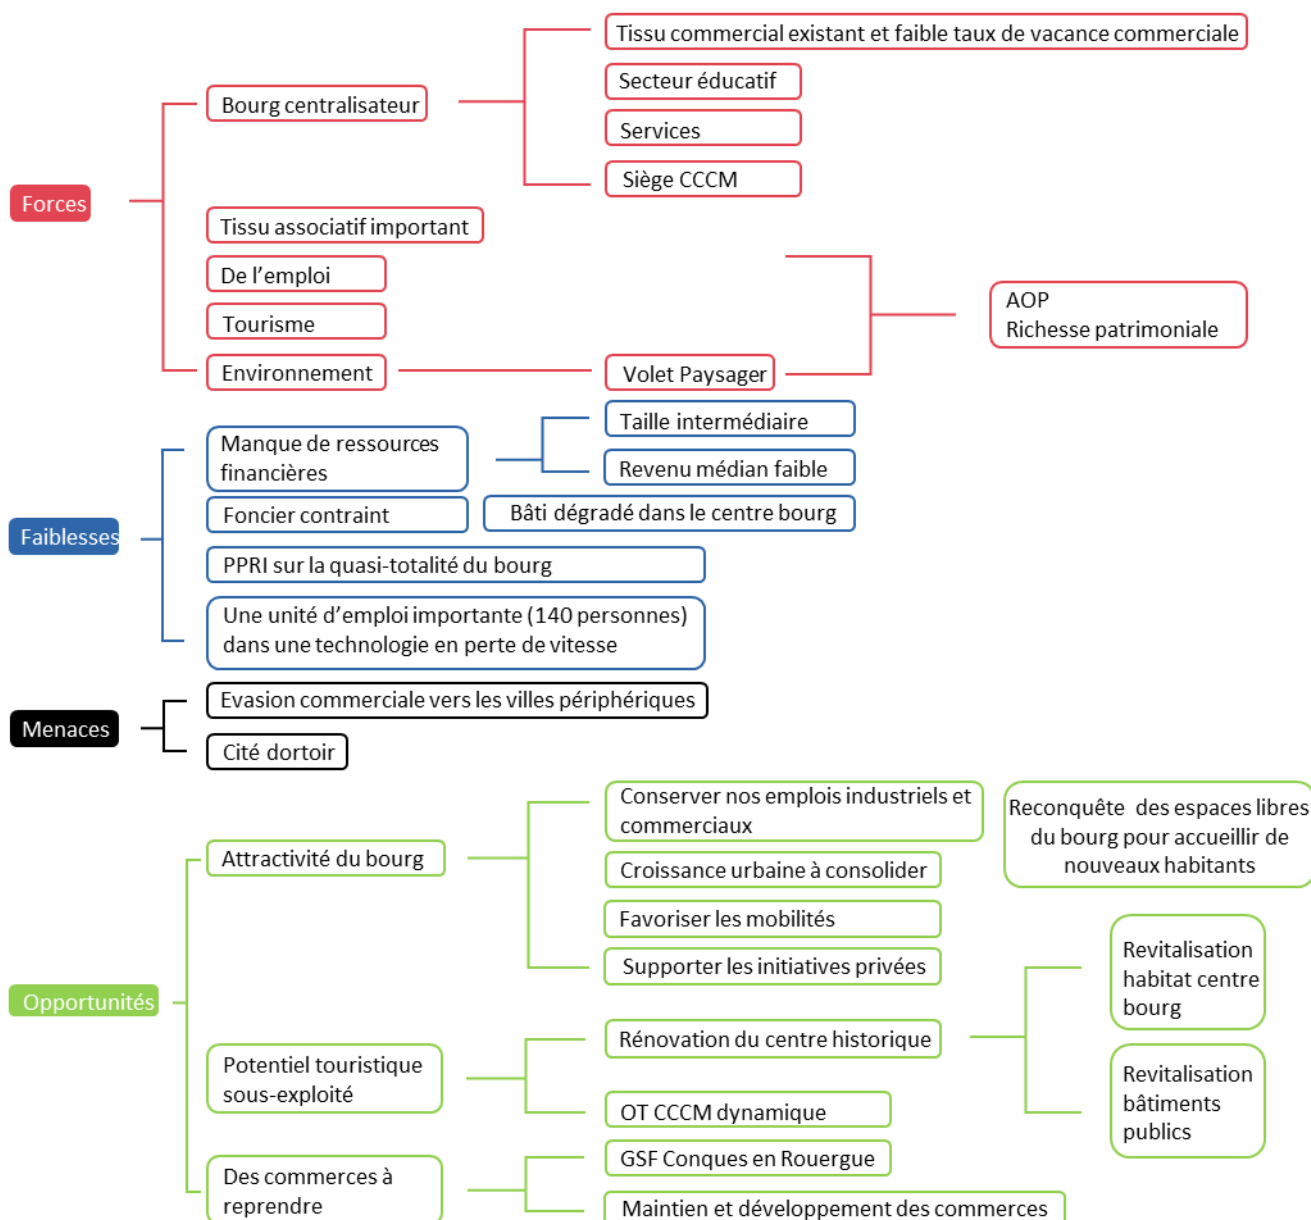 Forces
Bourg centralisateur
Tissu commercial existant et faible taux de vacance commerciale
Secteur éducatif
Services
Siège CCCM
Tissu associatif important
De l’emploi
Tourisme
Environnement
Volet Paysager
AOP
Richesse patrimoniale
Faiblesses
Manque de ressources
financières
Taille intermédiaire
Revenu médian faible
Foncier contraint
Bâti dégradé dans le centre bourg
PPRI sur la quasi-totalité du bourg
Une unité d’emploi importante (140 personnes)
dans une technologie en perte de vitesse
Menaces
Evasion commerciale vers les villes périphériques
Cité dortoir
Opportunités
Attractivité du bourg
Conserver nos emplois industriels et
commerciaux
Reconquête des espaces libres
du bourg pour accueillir de
nouveaux habitants
Croissance urbaine à consolider
Favoriser les mobilités
Supporter les initiatives privées
Potentiel touristique
sous-exploité
Rénovation du centre historique
Revitalisation
habitat centre
bourg
Revitalisation
bâtiments
publics
OT CCCM dynamique
Des commerces à
reprendre
GSF Conques en Rouergue
Maintien et développement des commerces